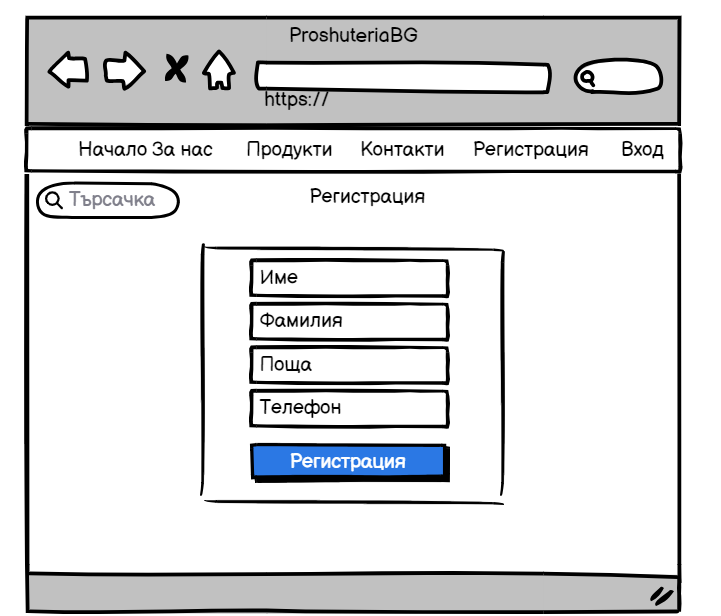 ProshuteriaBG
https://
Начало За нас Продукти Контакти Регистрация Вход
Търсачка
Регистрация
Име
Фамилия
Поща
Телефон
Регистрация